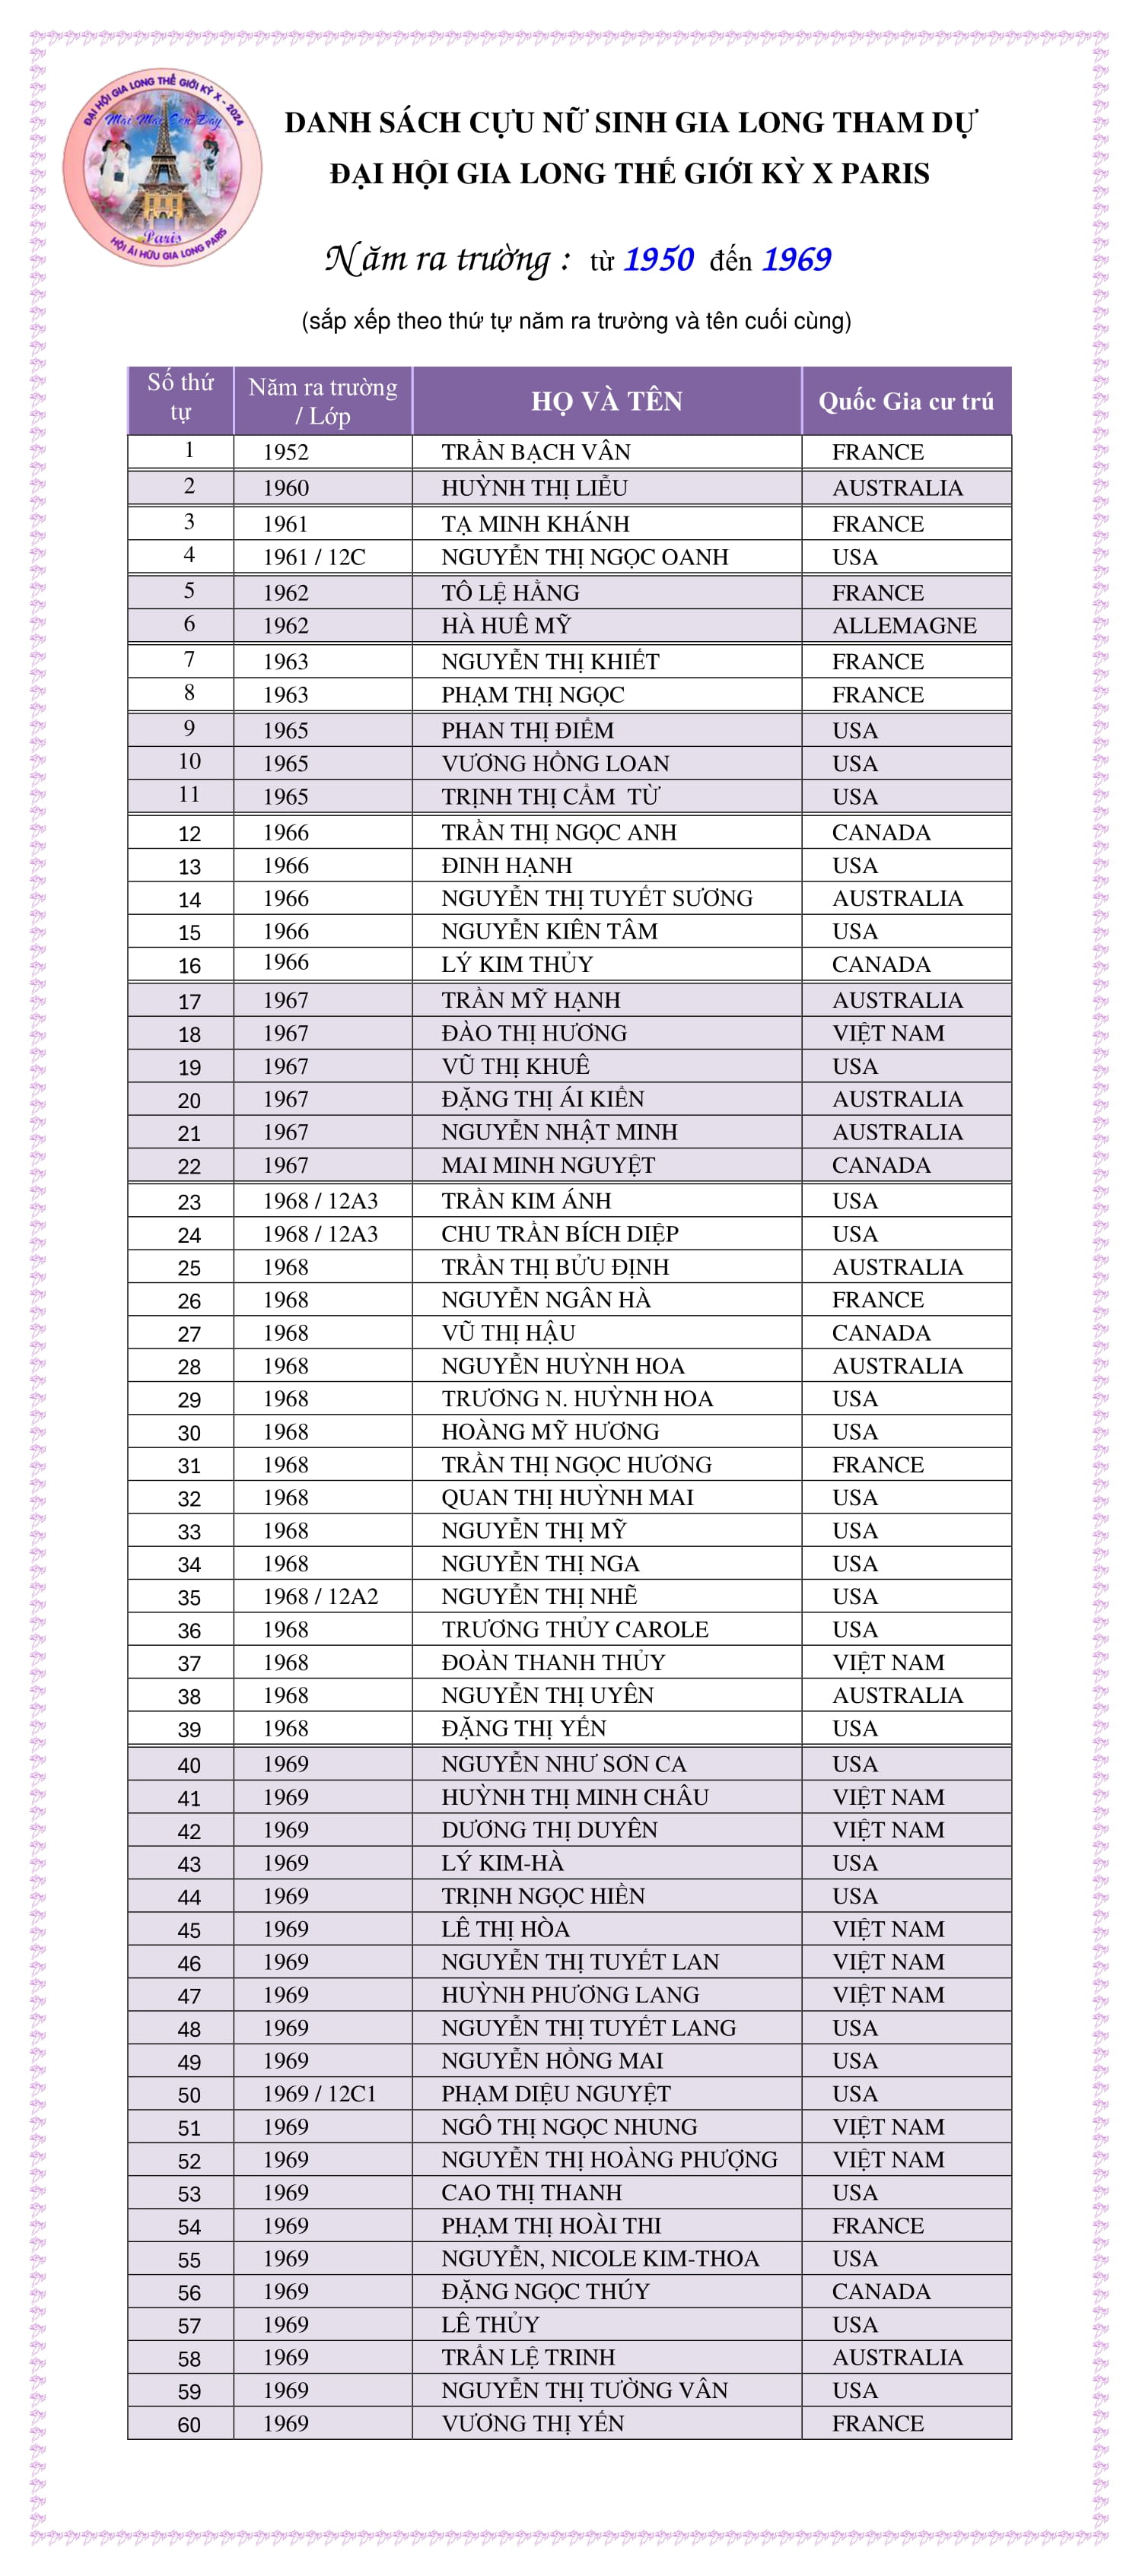 ĐẠI HỘI GIA LONG THẾ GIỚI KỲ X - 2024
Mãi Mãi Còn Đây
Paris
HỘI ÁI HỮU GIA LONG PARIS
DANH SÁCH CỰU NỮ SINH GIA LONG THAM DỰ
ĐẠI HỘI GIA LONG THẾ GIỚI KỲ X PARIS
Năm ra trường : từ 1950 đến 1969
(sắp xếp theo thứ tự năm ra trường và tên cuối cùng)
Số thứ tự Năm ra trường / Lớp HỌ VÀ TÊN Quốc Gia cư trú
1 1952 TRẦN BẠCH VÂN FRANCE
2 1960 HUỲNH THỊ LIỄU AUSTRALIA
3 1961 TẠ MINH KHÁNH FRANCE
4 1961 / 12C NGUYỄN THỊ NGỌC OANH USA
5 1962 TÔ LỆ HẰNG FRANCE
6 1962 HÀ HUÊ MỸ ALLEMAGNE
7 1963 NGUYỄN THỊ KHIẾT FRANCE
8 1963 PHẠM THỊ NGỌC FRANCE
9 1965 PHAN THỊ ĐIỂM USA
10 1965 VƯƠNG HỒNG LOAN USA
11 1965 TRỊNH THỊ CẨM TỪ USA
12 1966 TRẦN THỊ NGỌC ANH CANADA
13 1966 ĐINH HẠNH USA
14 1966 NGUYỄN THỊ TUYẾT SƯƠNG AUSTRALIA
15 1966 NGUYỄN KIÊN TÂM USA
16 1966 LÝ KIM THỦY CANADA
17 1967 TRẦN MỸ HẠNH AUSTRALIA
18 1967 ĐÀO THỊ HƯƠNG VIỆT NAM
19 1967 VŨ THỊ KHUÊ USA
20 1967 ĐẶNG THỊ ÁI KIỂN AUSTRALIA
21 1967 NGUYỄN NHẬT MINH AUSTRALIA
22 1967 MAI MINH NGUYỆT CANADA
23 1968 / 12A3 TRẦN KIM ÁNH USA
24 1968 / 12A3 CHU TRẦN BÍCH DIỆP USA
25 1968 TRẦN THỊ BỬU ĐỊNH AUSTRALIA
26 1968 NGUYỄN NGÂN HÀ FRANCE
27 1968 VŨ THỊ HẬU CANADA
28 1968 NGUYỄN HUỲNH HOA AUSTRALIA
29 1968 TRƯƠNG N. HUỲNH HOA USA
30 1968 HOÀNG MỸ HƯƠNG USA
31 1968 TRẦN THỊ NGỌC HƯƠNG FRANCE
32 1968 QUAN THỊ HUỲNH MAI USA
33 1968 NGUYỄN THỊ MỸ USA
34 1968 NGUYỄN THỊ NGA USA
35 1968 / 12A2 NGUYỄN THỊ NHẼ USA
36 1968 TRƯƠNG THỦY CAROLE USA
37 1968 ĐOÀN THANH THỦY VIỆT NAM
38 1968 NGUYỄN THỊ UYÊN AUSTRALIA
39 1968 ĐẶNG THỊ YẾN USA
40 1969 NGUYỄN NHƯ SƠN CA USA
41 1969 HUỲNH THỊ MINH CHÂU VIỆT NAM
42 1969 DƯƠNG THỊ DUYÊN VIỆT NAM
43 1969 LÝ KIM-HÀ USA
44 1969 TRỊNH NGỌC HIỀN USA
45 1969 LÊ THỊ HÒA VIỆT NAM
46 1969 NGUYỄN THỊ TUYẾT LAN VIỆT NAM
47 1969 HUỲNH PHƯƠNG LANG VIỆT NAM
48 1969 NGUYỄN THỊ TUYẾT LANG USA
49 1969 NGUYỄN HỒNG MAI USA
50 1969 / 12C1 PHẠM DIỆU NGUYỆT USA
51 1969 NGÔ THỊ NGỌC NHUNG VIỆT NAM
52 1969 NGUYỄN THỊ HOÀNG PHƯỢNG VIỆT NAM
53 1969 CAO THỊ THANH USA
54 1969 PHẠM THỊ HOÀI THI FRANCE
55 1969 NGUYỄN, NICOLE KIM-THOA USA
56 1969 ĐẶNG NGỌC THÚY CANADA
57 1969 LÊ THỦY USA
58 1969 TRẦN LỆ TRINH AUSTRALIA
59 1969 NGUYỄN THỊ TƯỜNG VÂN USA
60 1969 VƯƠNG THỊ YẾN FRANCE